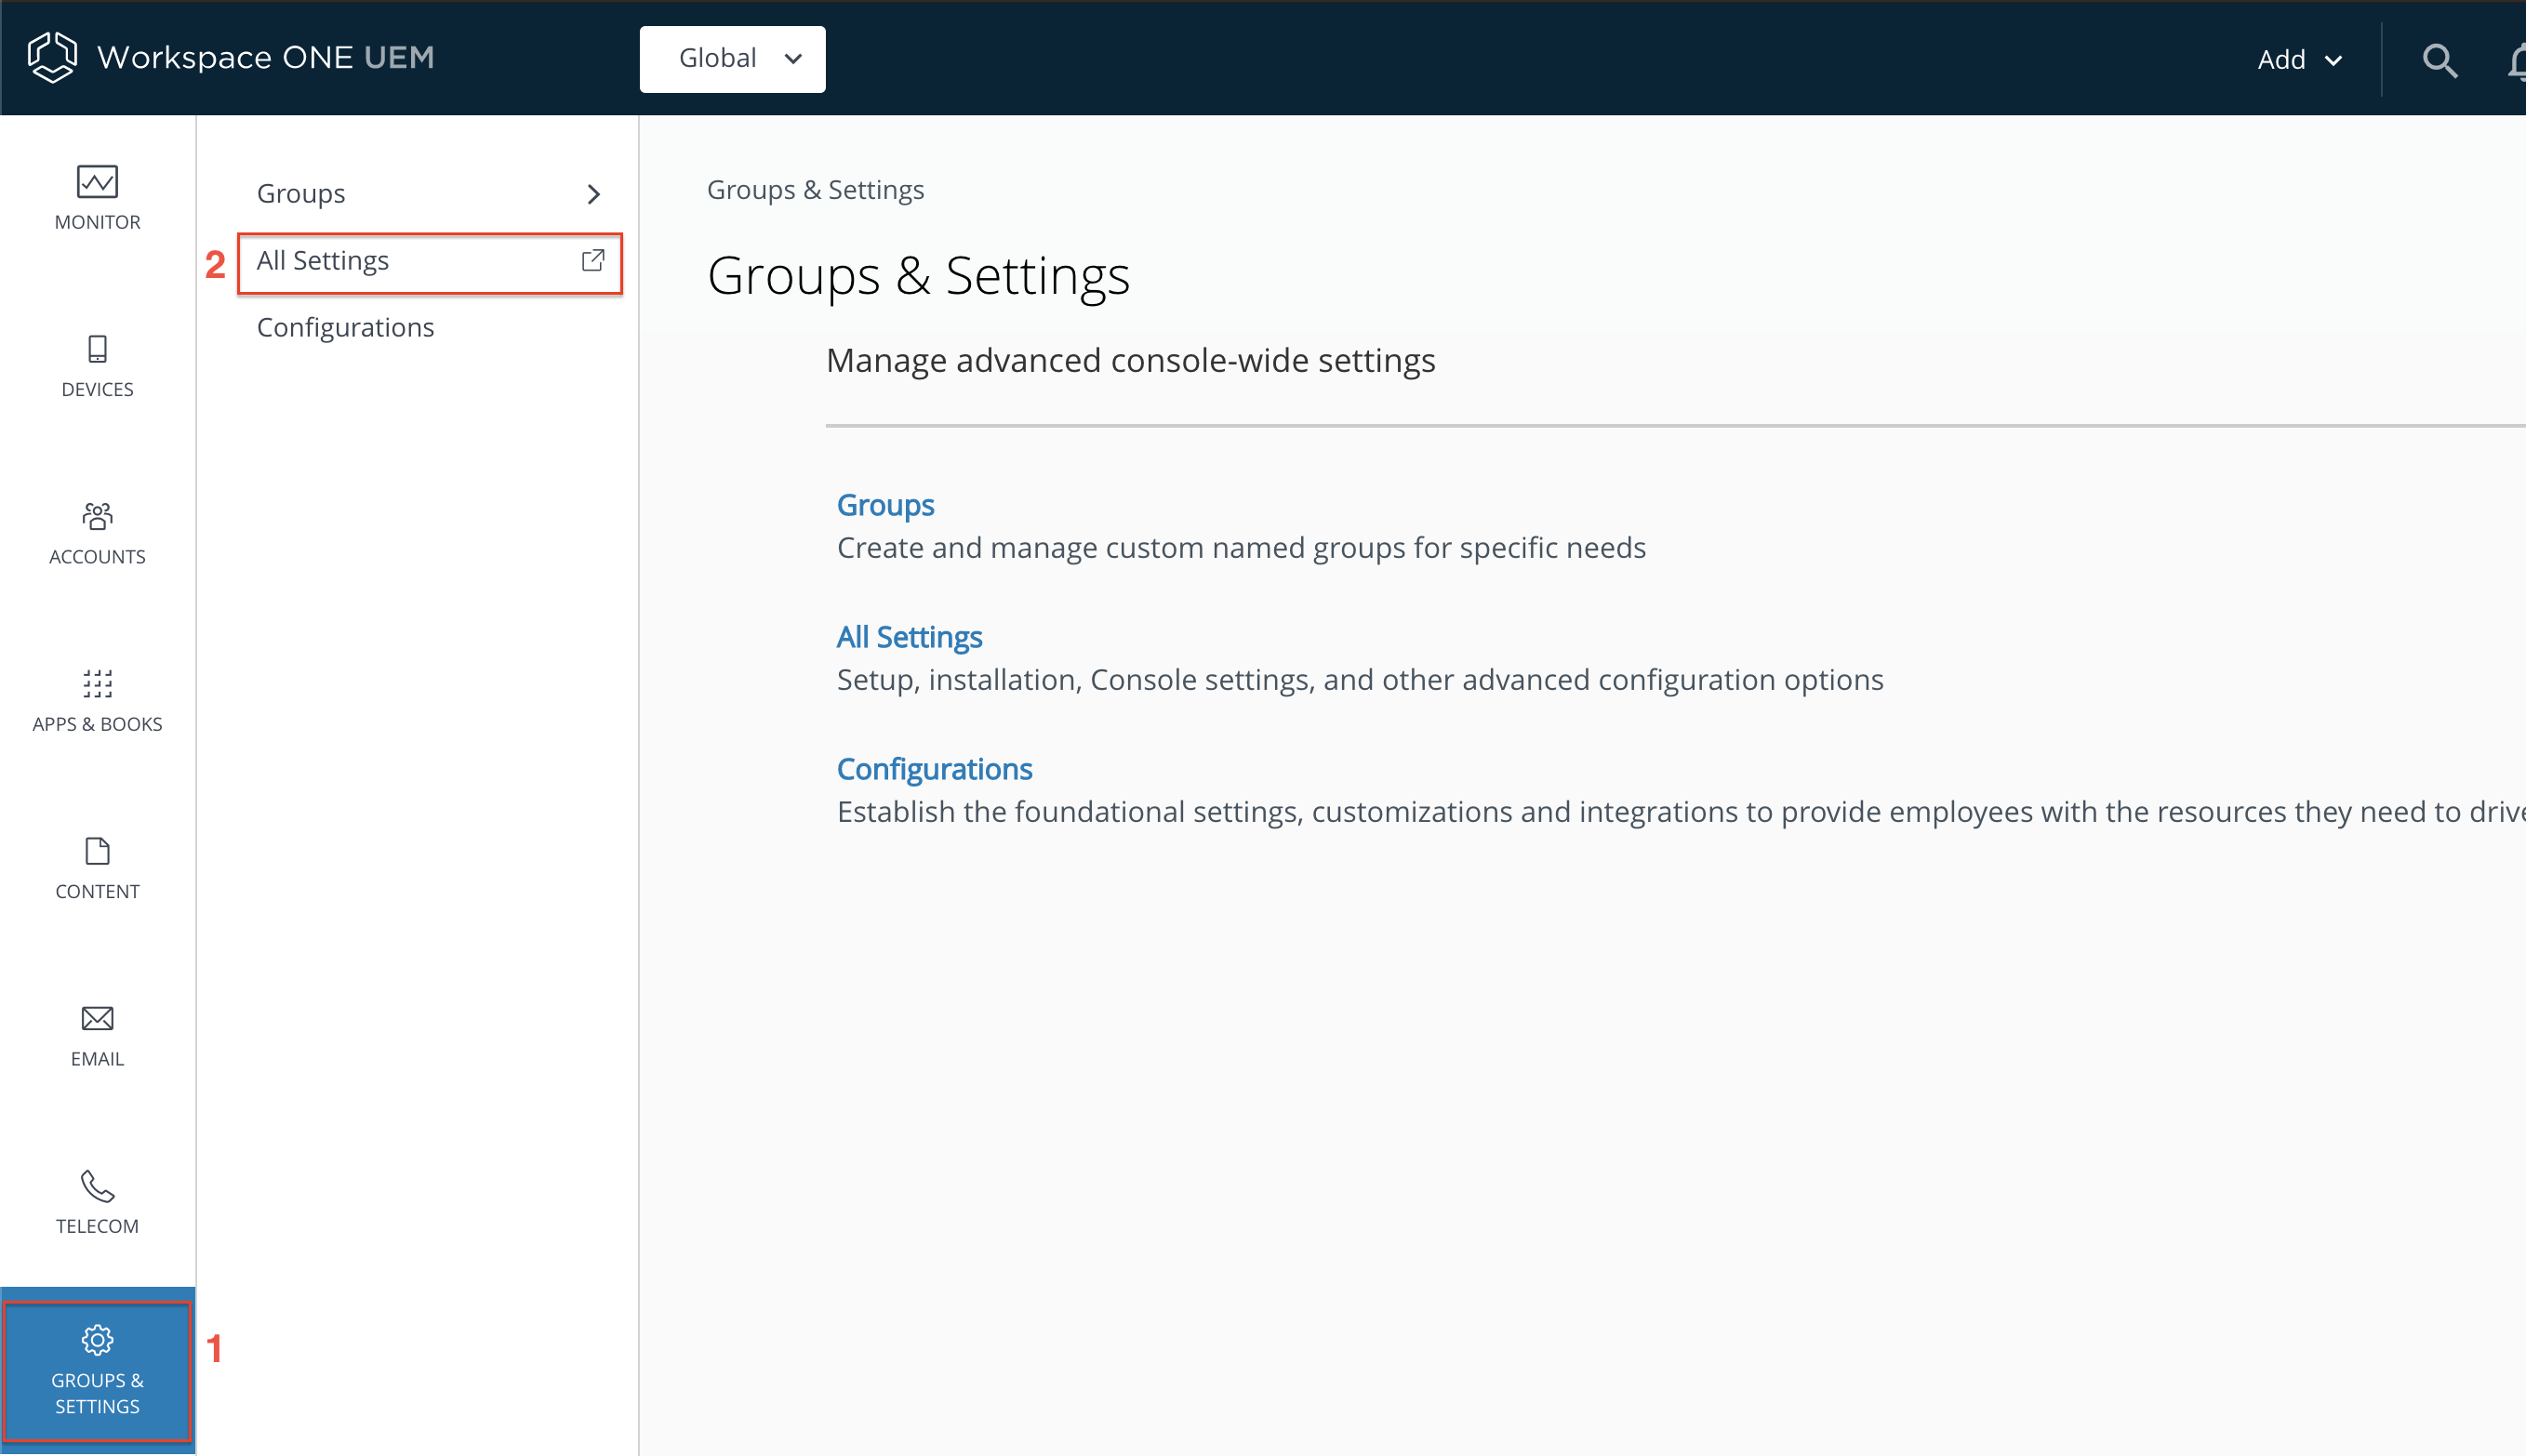 Workspace ONE UEM
Global
Add
MONITOR
DEVICES
ACCOUNTS
APPS & BOOKS
CONTENT
EMAIL
TELECOM
GROUPS &
SETTINGS
1
Groups
2
All Settings
Configurations
Groups & Settings
Groups & Settings
Manage advanced console-wide settings
Groups
Create and manage custom named groups for specific needs
All Settings
Setup, installation, Console settings, and other advanced configuration options
Configurations
Establish the foundational settings, customizations and integrations to provide employees with the resources they need to